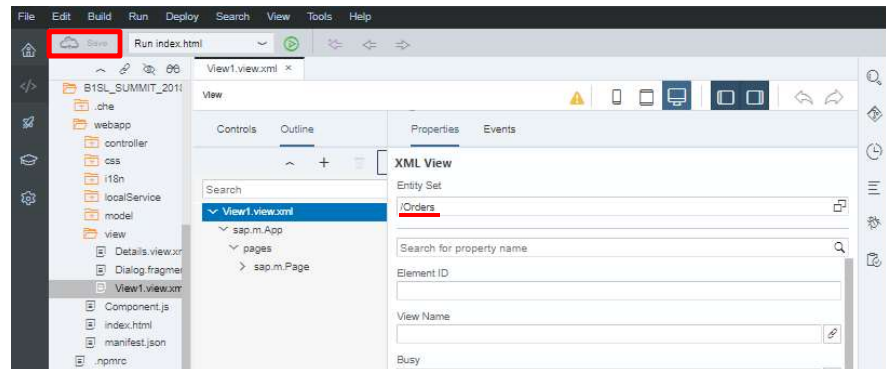 File Edit Build Run Deploy Search View Tools Help
Save Run index.html
View1.view.xml ×
B1SL_SUMMIT_2018
.che
webapp
controller
css
i18n
localService
model
view
Details.view.xr
Dialog.fragmer
View1.view.xm
Component.js
index.html
manifest.json
.npmrc
View
Controls Outline
Search
View1.view.xml
sap.m.App
pages
sap.m.Page
Properties Events
XML View
Entity Set
/Orders
Search for property name
Element ID
View Name
Busy